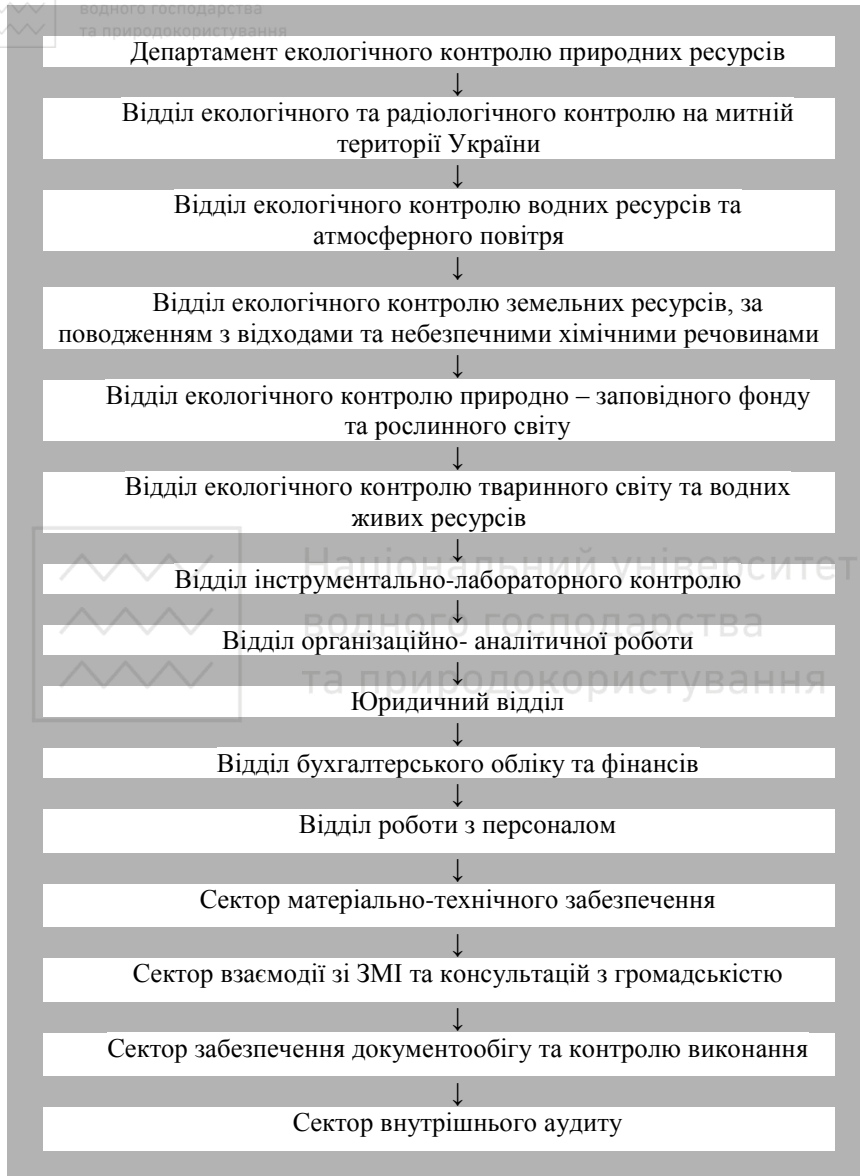 водного господарства
та природокористування
Департамент екологічного контролю природних ресурсів
↓
Відділ екологічного та радіологічного контролю на митній
території України
↓
Відділ екологічного контролю водних ресурсів та
атмосферного повітря
↓
Відділ екологічного контролю земельних ресурсів, за
поводженням з відходами та небезпечними хімічними речовинами
↓
Відділ екологічного контролю природно – заповідного фонду
та рослинного світу
↓
Відділ екологічного контролю тваринного світу та водних
живих ресурсів
↓
Національний університет
Відділ інструментально-лабораторного контролю
↓
водного господарства
Відділ організаційно- аналітичної роботи
↓
та природокористування
Юридичний відділ
↓
Відділ бухгалтерського обліку та фінансів
↓
Відділ роботи з персоналом
↓
Сектор матеріально-технічного забезпечення
↓
Сектор взаємодії зі ЗМІ та консультацій з громадськістю
↓
Сектор забезпечення документообігу та контролю виконання
↓
Сектор внутрішнього аудиту